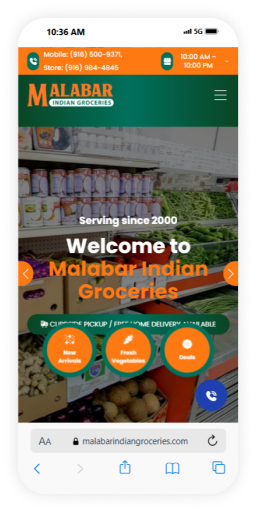 10:36 AM
5G
Mobile: (916) 500-9371,
Store: (916) 984-4845
10:00 AM -
10:00 PM
MALABAR
INDIAN GROCERIES
Serving since 2000
Welcome to
Malabar Indian
Groceries
CURBSIDE PICKUP / FREE HOME DELIVERY AVAILABLE
New
Arrivals
Fresh
Vegetables
Deals
AA
malabarindiangroceries.com